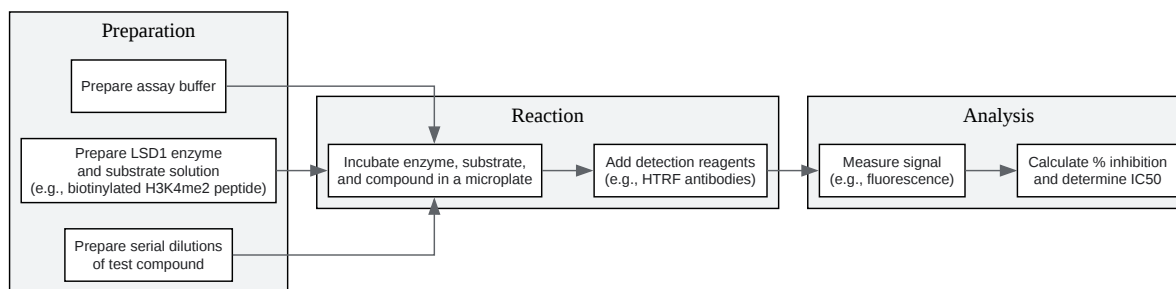 Preparation
Prepare assay buffer
Prepare LSD1 enzyme
and substrate solution
(e.g., biotinylated H3K4me2 peptide)
Prepare serial dilutions
of test compound
Reaction
Incubate enzyme, substrate,
and compound in a microplate
Add detection reagents
(e.g., HTRF antibodies)
Analysis
Measure signal
(e.g., fluorescence)
Calculate % inhibition
and determine IC50